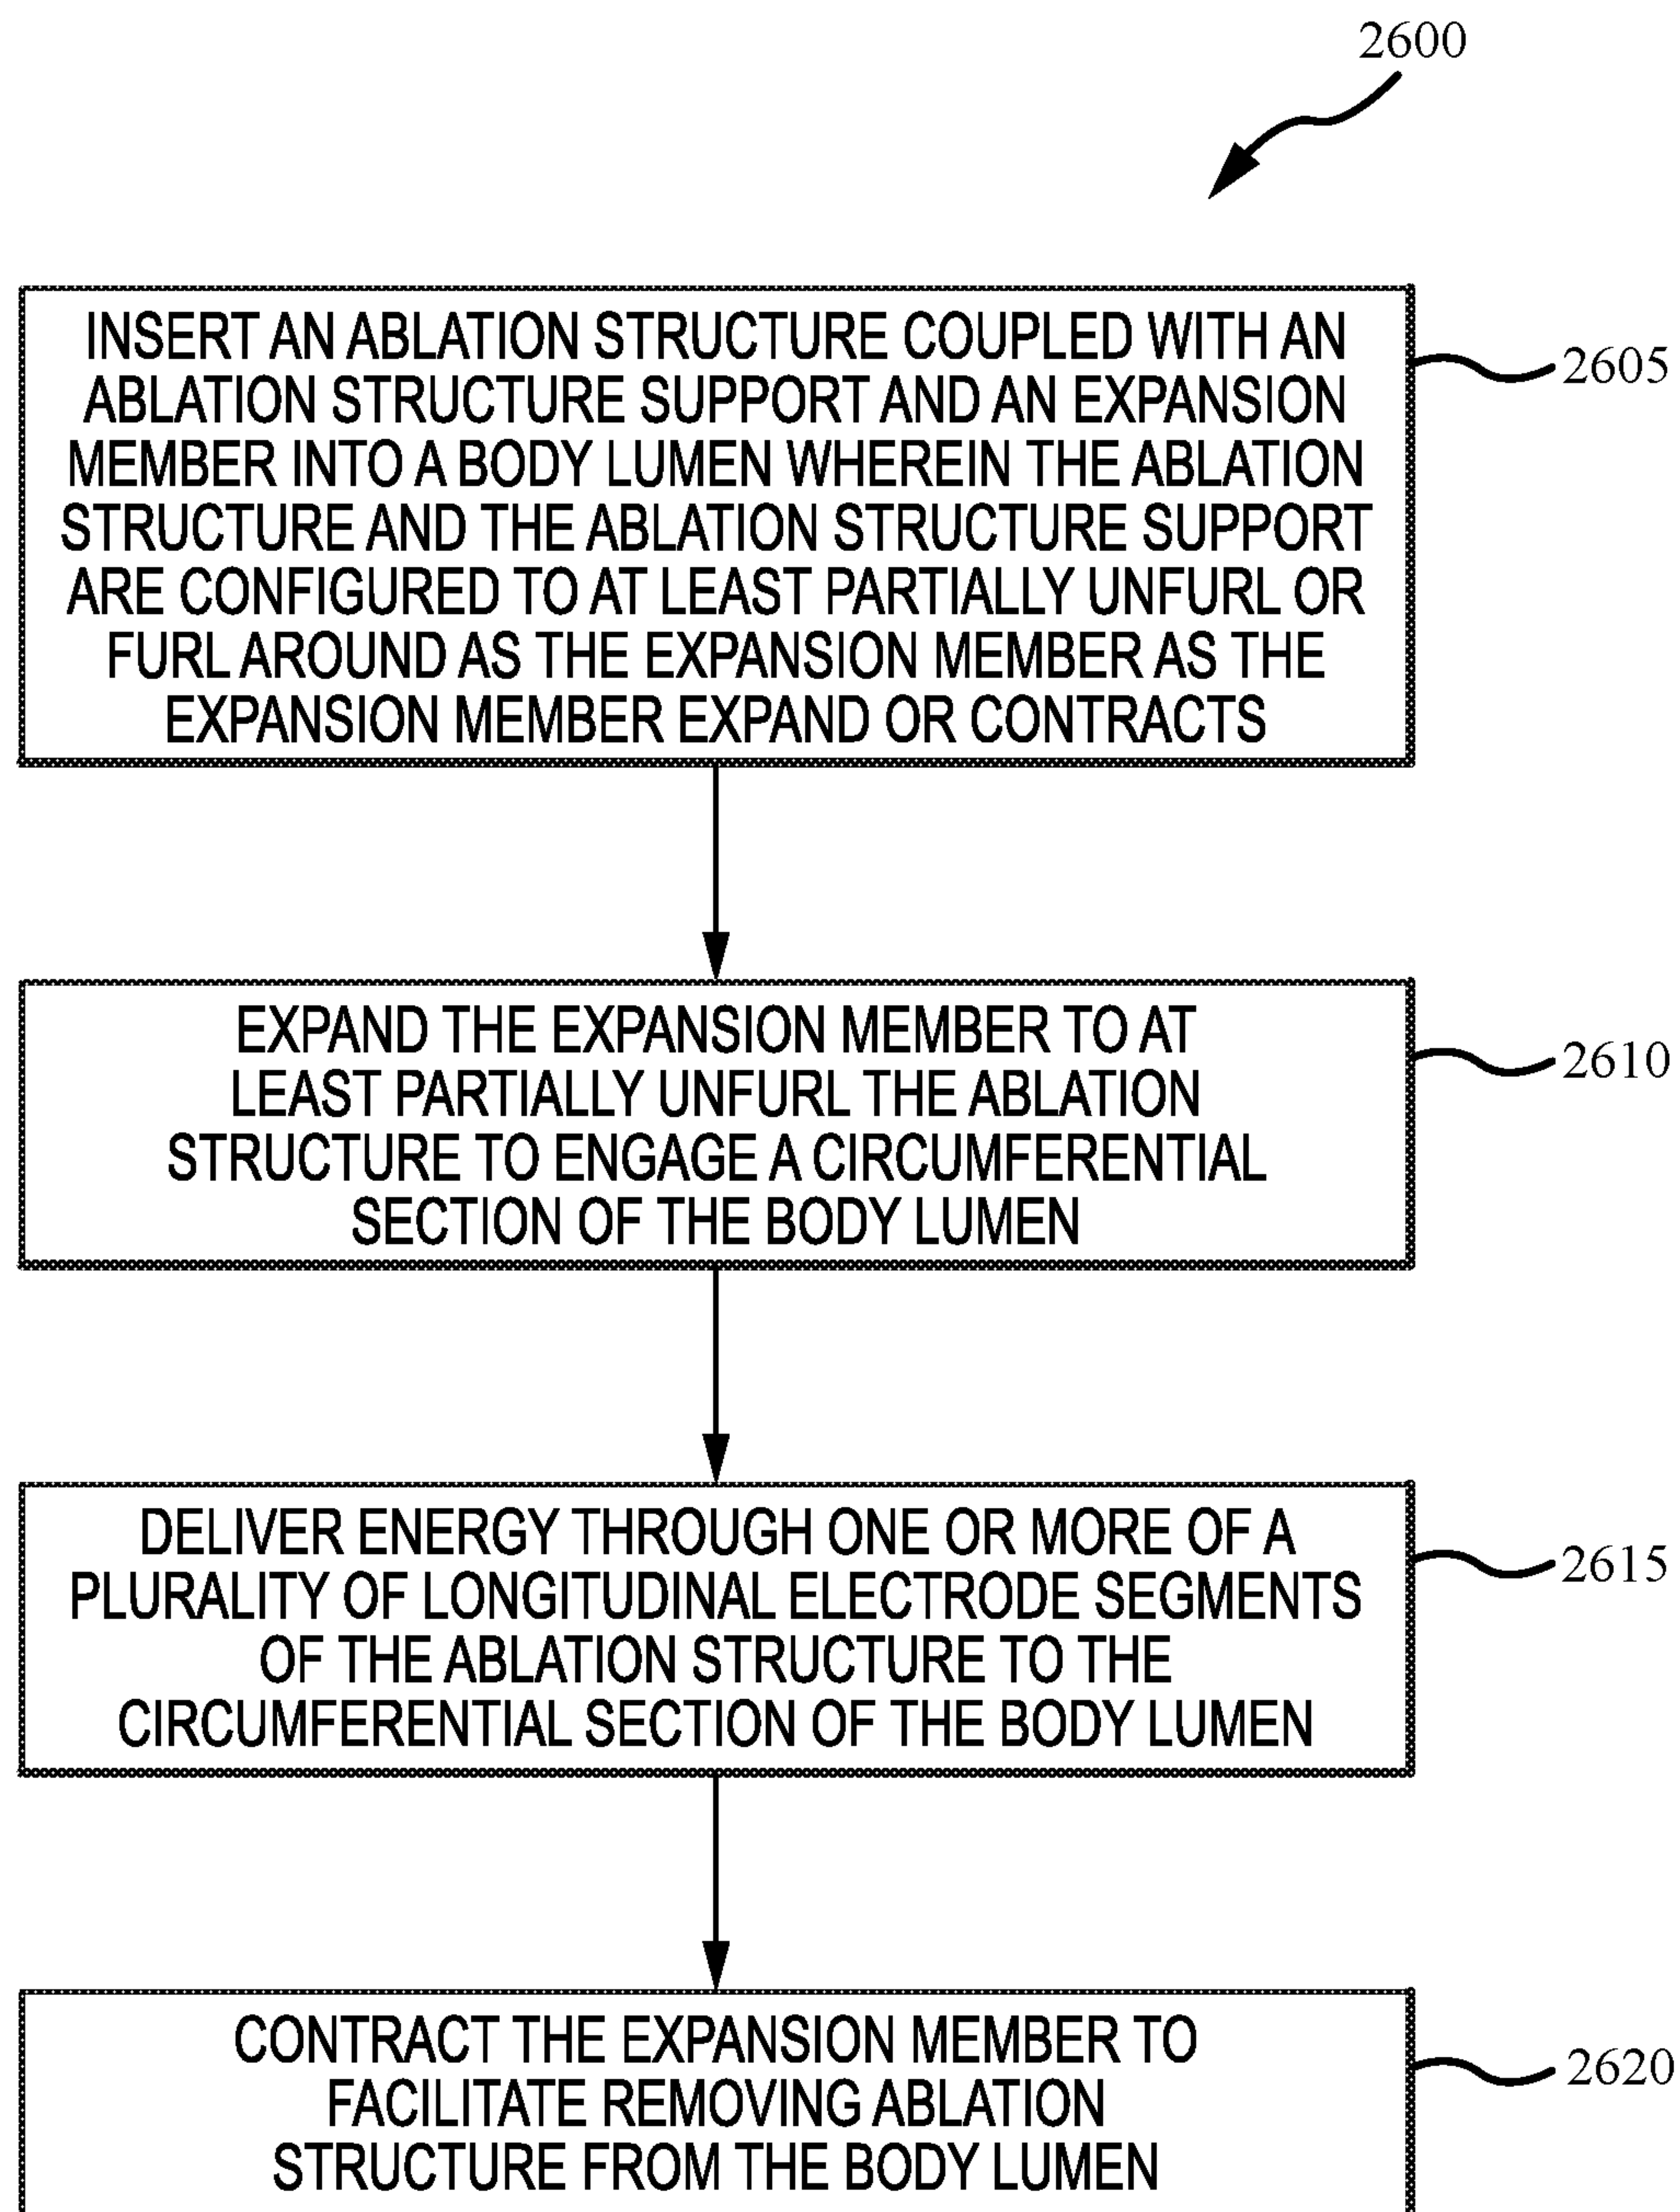 2600
INSERT AN ABLATION STRUCTURE COUPLED WITH AN
ABLATION STRUCTURE SUPPORT AND AN EXPANSION
MEMBER INTO A BODY LUMEN WHEREIN THE ABLATION
STRUCTURE AND THE ABLATION STRUCTURE SUPPORT
ARE CONFIGURED TO AT LEAST PARTIALLY UNFURL OR
FURL AROUND AS THE EXPANSION MEMBER AS THE
EXPANSION MEMBER EXPAND OR CONTRACTS
2605
EXPAND THE EXPANSION MEMBER TO AT
LEAST PARTIALLY UNFURL THE ABLATION
STRUCTURE TO ENGAGE A CIRCUMFERENTIAL
SECTION OF THE BODY LUMEN
2610
DELIVER ENERGY THROUGH ONE OR MORE OF A
PLURALITY OF LONGITUDINAL ELECTRODE SEGMENTS
OF THE ABLATION STRUCTURE TO THE
CIRCUMFERENTIAL SECTION OF THE BODY LUMEN
2615
CONTRACT THE EXPANSION MEMBER TO
FACILITATE REMOVING ABLATION
STRUCTURE FROM THE BODY LUMEN
2620